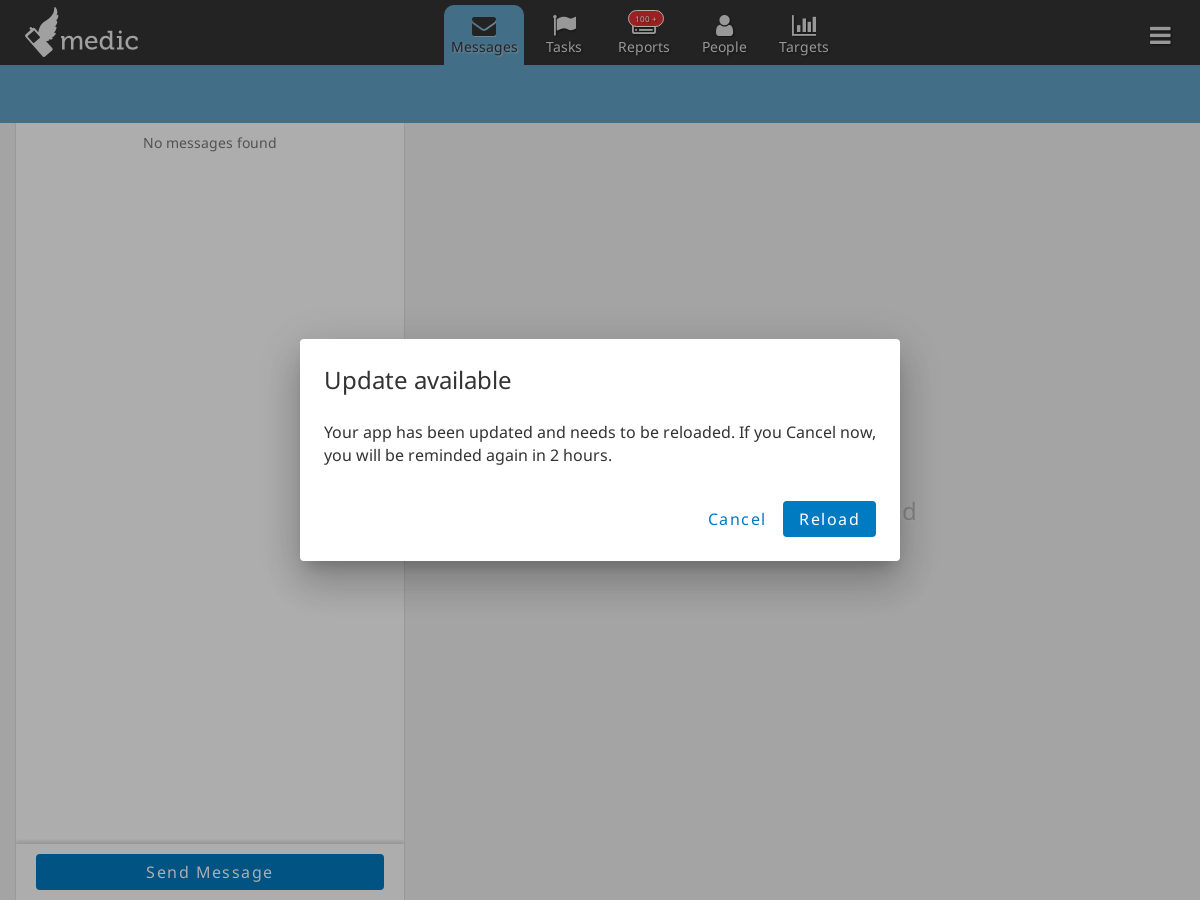 medic
Messages
Tasks
100 +
Reports
People
Targets
No messages found
Update available
Your app has been updated and needs to be reloaded. If you Cancel now,
you will be reminded again in 2 hours.
Cancel
Reload
Send Message